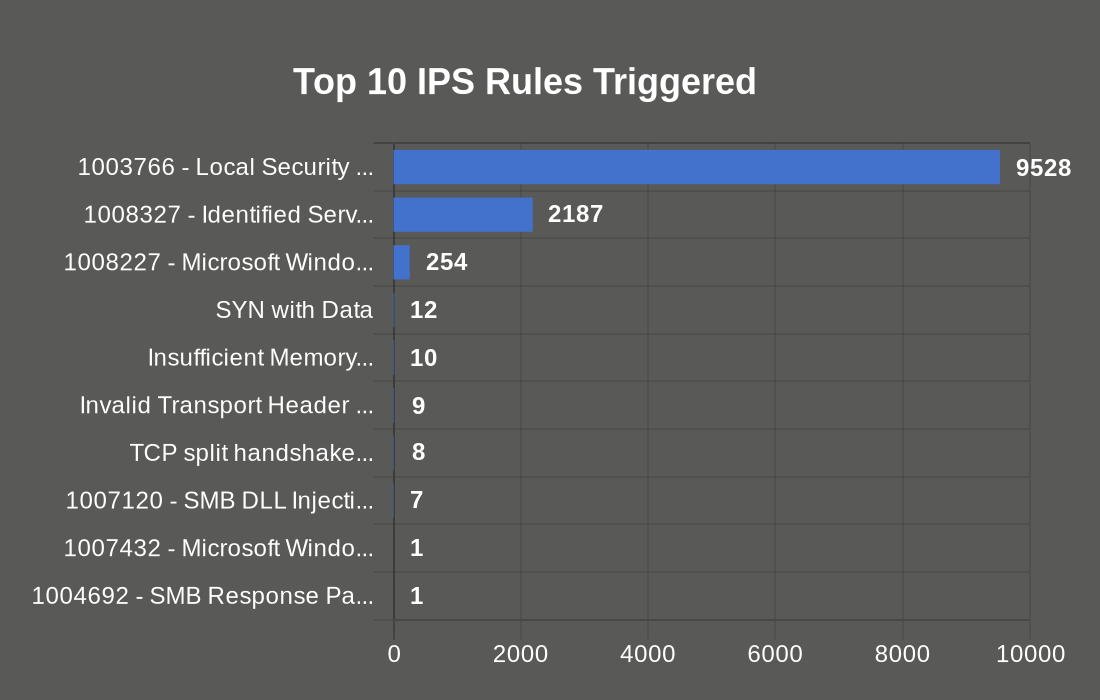 Top 10 IPS Rules Triggered
1003766 - Local Security ... 9528
1008327 - Identified Serv... 2187
1008227 - Microsoft Windo... 254
SYN with Data 12
Insufficient Memory... 10
Invalid Transport Header ... 9
TCP split handshake... 8
1007120 - SMB DLL Injecti... 7
1007432 - Microsoft Windo... 1
1004692 - SMB Response Pa... 1
0 2000 4000 6000 8000 10000